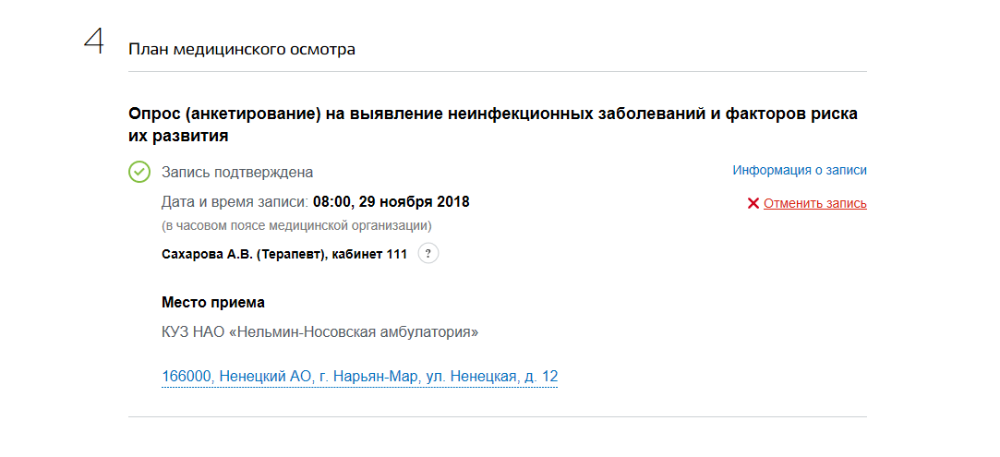 4
План медицинского осмотра
Опрос (анкетирование) на выявление неинфекционных заболеваний и факторов риска
их развития
Запись подтверждена
Информация о записи
Дата и время записи: 08:00, 29 ноября 2018
Отменить запись
(в часовом поясе медицинской организации)
Сахарова А.В. (Терапевт), кабинет 111 ?
Место приема
КУЗ НАО «Нельмин-Носовская амбулатория»
166000, Ненецкий АО, г. Нарьян-Мар, ул. Ненецкая, д. 12